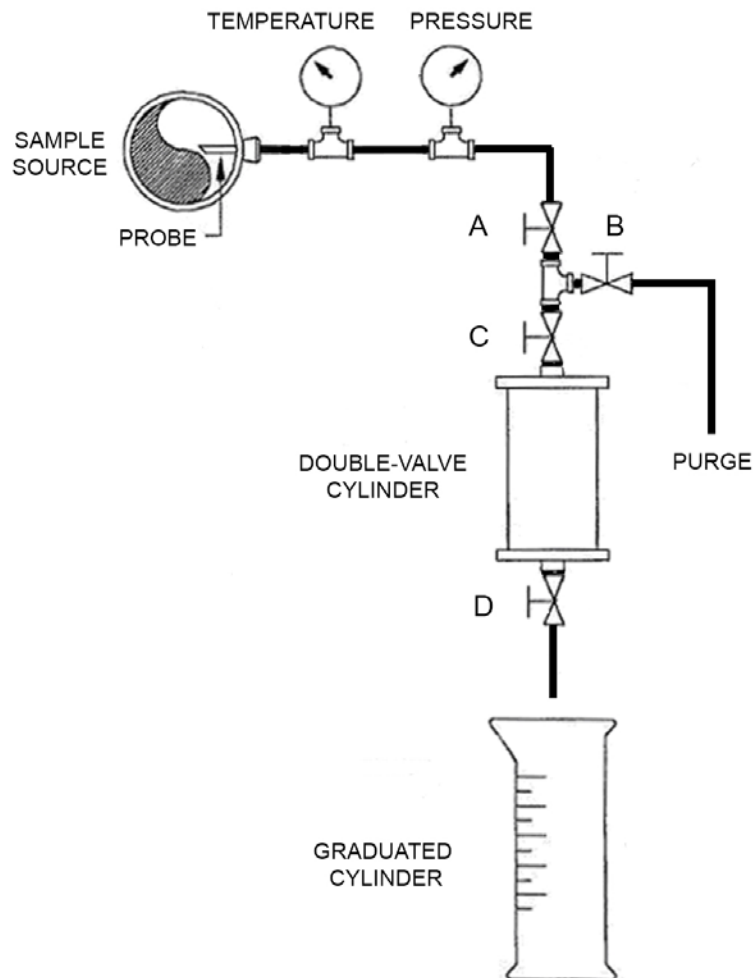 TEMPERATURE
PRESSURE
SAMPLE
SOURCE
PROBE
A
B
C
DOUBLE-VALVE
CYLINDER
PURGE
D
GRADUATED
CYLINDER